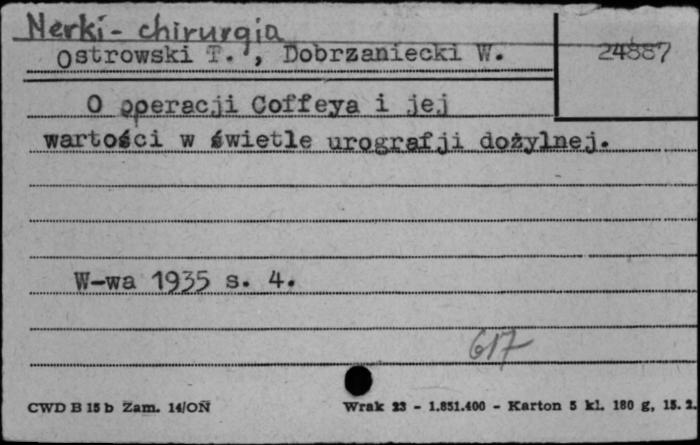 Nerki - chirurgia
Ostrowski T., Dobrzaniecki W.
24887
O operacji Coffeya i jej
wartości w świetle urografji dożylnej.
W-wa 1935 s. 4.
617
CWD B 15 b Zam. 14/OŃ
Wrak 23 - 1.851.400 - Karton 5 kl. 180 g, 15. 2.